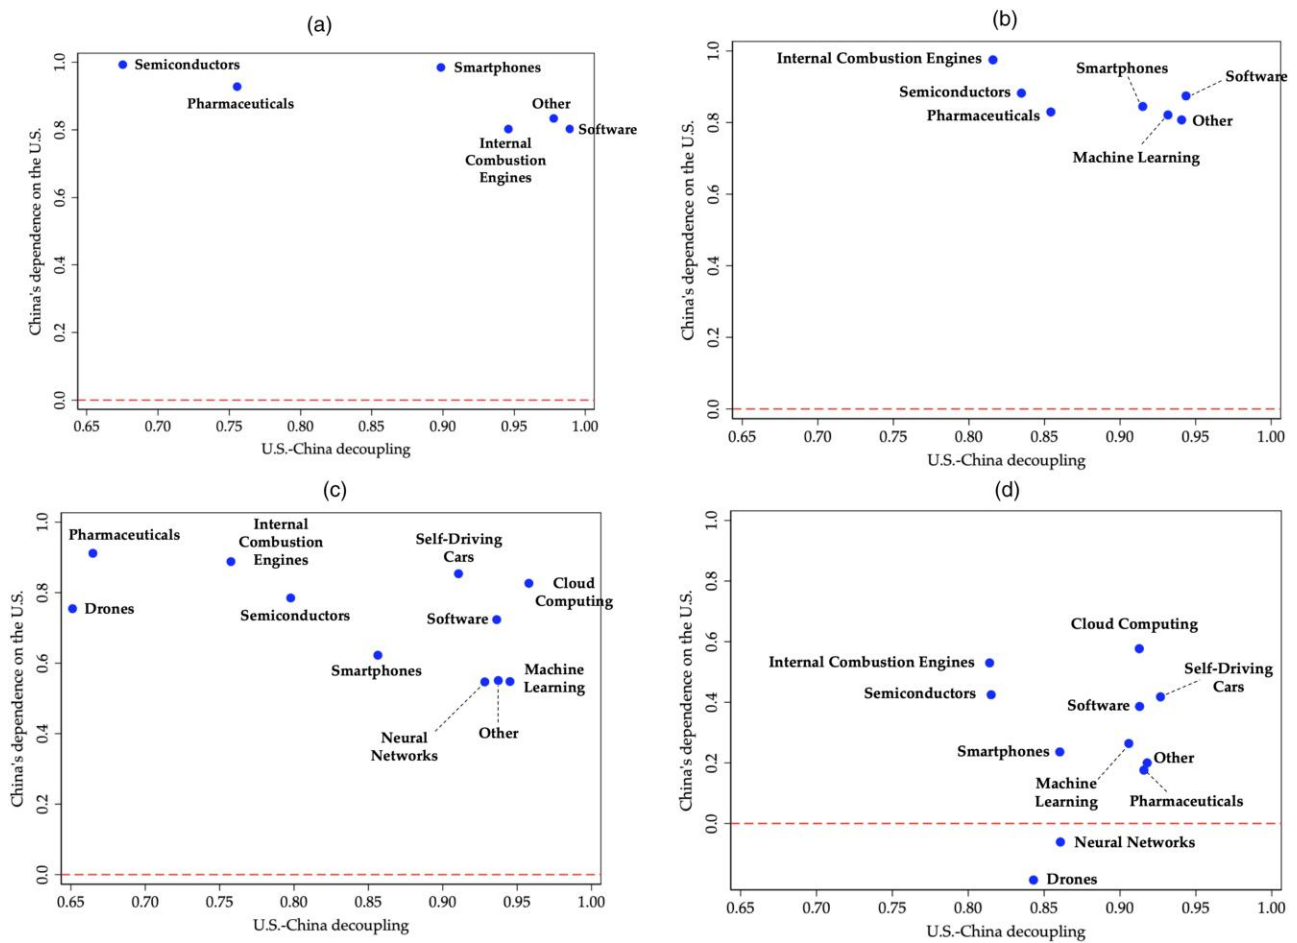 (a)
China's dependence on the U.S.
1.0
0.8
0.6
0.4
0.2
0.0
Semiconductors
Smartphones
Pharmaceuticals
Other
Software
Internal
Combustion
Engines
0.65 0.70 0.75 0.80 0.85 0.90 0.95 1.00
U.S.-China decoupling
(b)
China's dependence on the U.S.
1.0
0.8
0.6
0.4
0.2
0.0
Internal Combustion Engines
Smartphones
Software
Semiconductors
Pharmaceuticals
Other
Machine Learning
0.65 0.70 0.75 0.80 0.85 0.90 0.95 1.00
U.S.-China decoupling
(c)
China's dependence on the U.S.
1.0
0.8
0.6
0.4
0.2
0.0
Pharmaceuticals
Internal
Combustion
Engines
Self-Driving
Cars
Cloud
Computing
Drones
Semiconductors
Software
Smartphones
Machine
Learning
Neural
Networks
Other
0.65 0.70 0.75 0.80 0.85 0.90 0.95 1.00
U.S.-China decoupling
(d)
China's dependence on the U.S.
1.0
0.8
0.6
0.4
0.2
0.0
Cloud Computing
Internal Combustion Engines
Self-Driving
Cars
Semiconductors
Software
Smartphones
Other
Machine
Learning
Pharmaceuticals
Neural Networks
Drones
0.65 0.70 0.75 0.80 0.85 0.90 0.95 1.00
U.S.-China decoupling